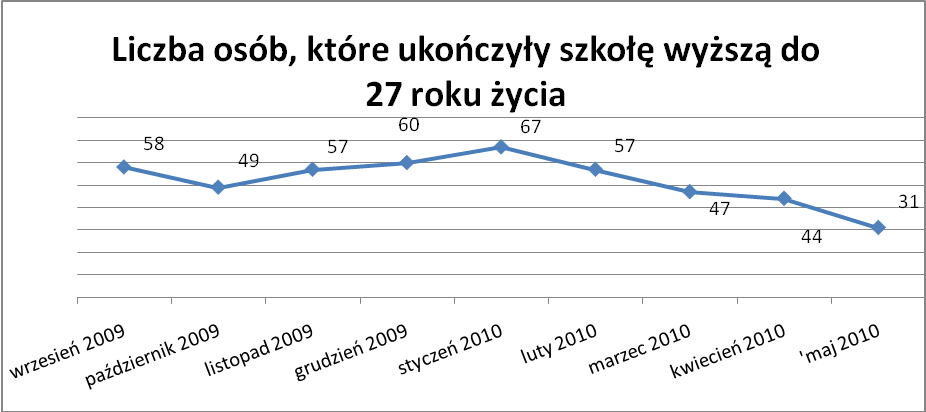 Liczba osób, które ukończyły szkołę wyższą do
27 roku życia
58
49
57
60
67
57
47
44
31
wrzesień 2009
październik 2009
listopad 2009
grudzień 2009
styczeń 2010
luty 2010
marzec 2010
kwiecień 2010
'maj 2010